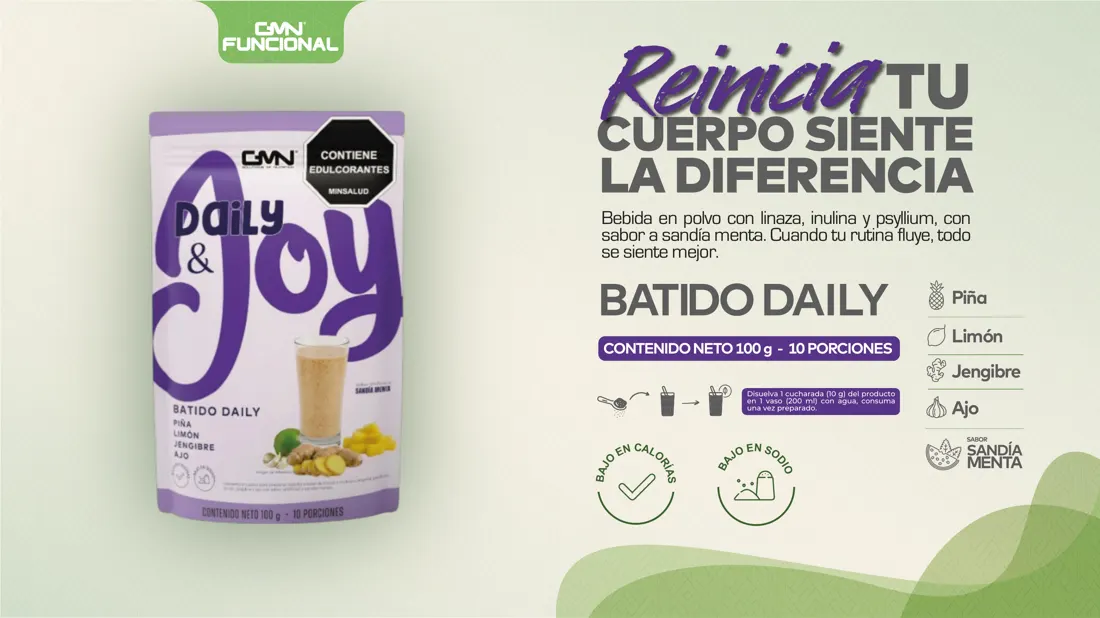 GMN
FUNCIONAL
GMN
CONTIENE
EDULCORANTES
MINSALUD
DaiLy
& Joy
SANDÍA MENTA
BATIDO DAILY
PIÑA
LIMÓN
JENGIBRE
AJO
CONTENIDO NETO 100 g - 10 PORCIONES
Reinicia TU
CUERPO SIENTE
LA DIFERENCIA
Bebida en polvo con linaza, inulina y psyllium, con
sabor a sandía menta. Cuando tu rutina fluye, todo
se siente mejor.
BATIDO DAILY
CONTENIDO NETO 100 g - 10 PORCIONES
Disuelva 1 cucharada (10 g) del producto
en 1 vaso (200 ml) con agua, consuma
una vez preparado.
BAJO EN CALORÍAS
BAJO EN SODIO
Piña
Limón
Jengibre
Ajo
SABOR
SANDÍA
MENTA